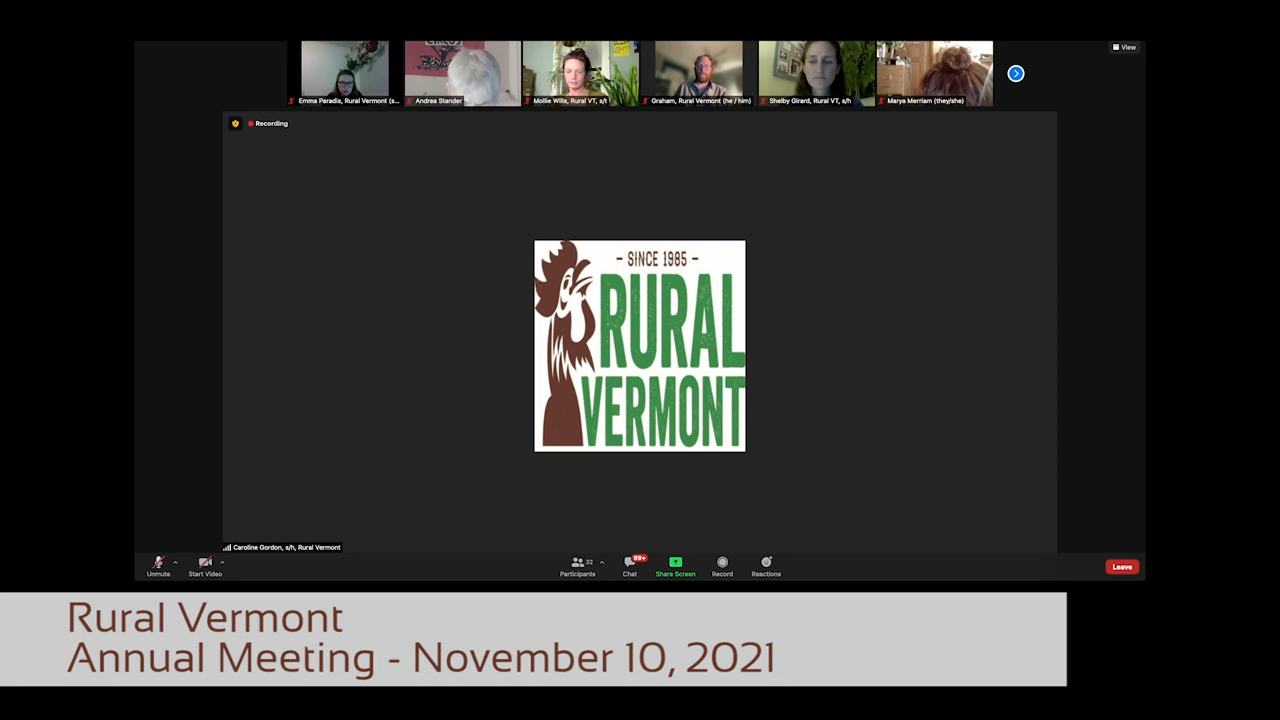 View
Emma Paradis, Rural Vermont (s...
Andrea Stander
Mollie Wills, Rural VT, s/t
Graham, Rural Vermont (he / him)
Shelby Girard, Rural VT, s/h
Marya Merriam (they/she)
Recording
- SINCE 1985 -
RURAL
VERMONT
Caroline Gordon, s/h, Rural Vermont
Unmute
Start Video
32
Participants
99+
Chat
Share Screen
Record
Reactions
Leave
Rural Vermont
Annual Meeting - November 10, 2021